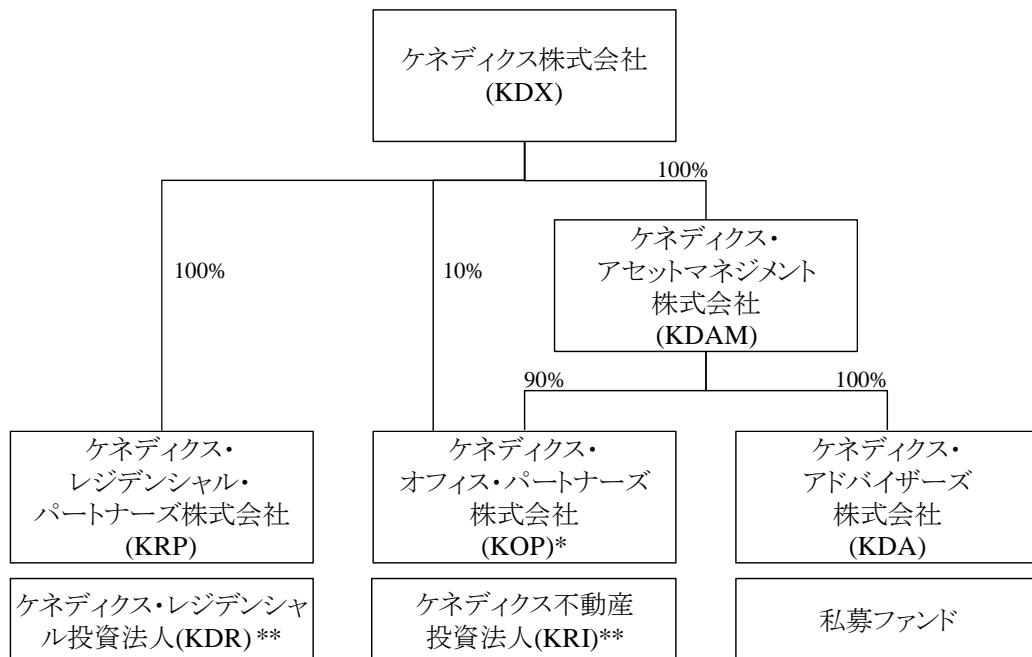 ケネディクス株式会社
(KDX)
100%
ケネディクス・
アセットマネジメント
株式会社
(KDAM)
100%
10%
90%
100%
ケネディクス・
レジデンシャル・
パートナーズ株式会社
(KRP)
ケネディクス・
オフィス・パートナーズ
株式会社
(KOP)*
ケネディクス・
アドバイザーズ
株式会社
(KDA)
ケネディクス・レジデンシャ
ル投資法人(KDR) **
ケネディクス不動産
投資法人(KRI)**
私募ファンド